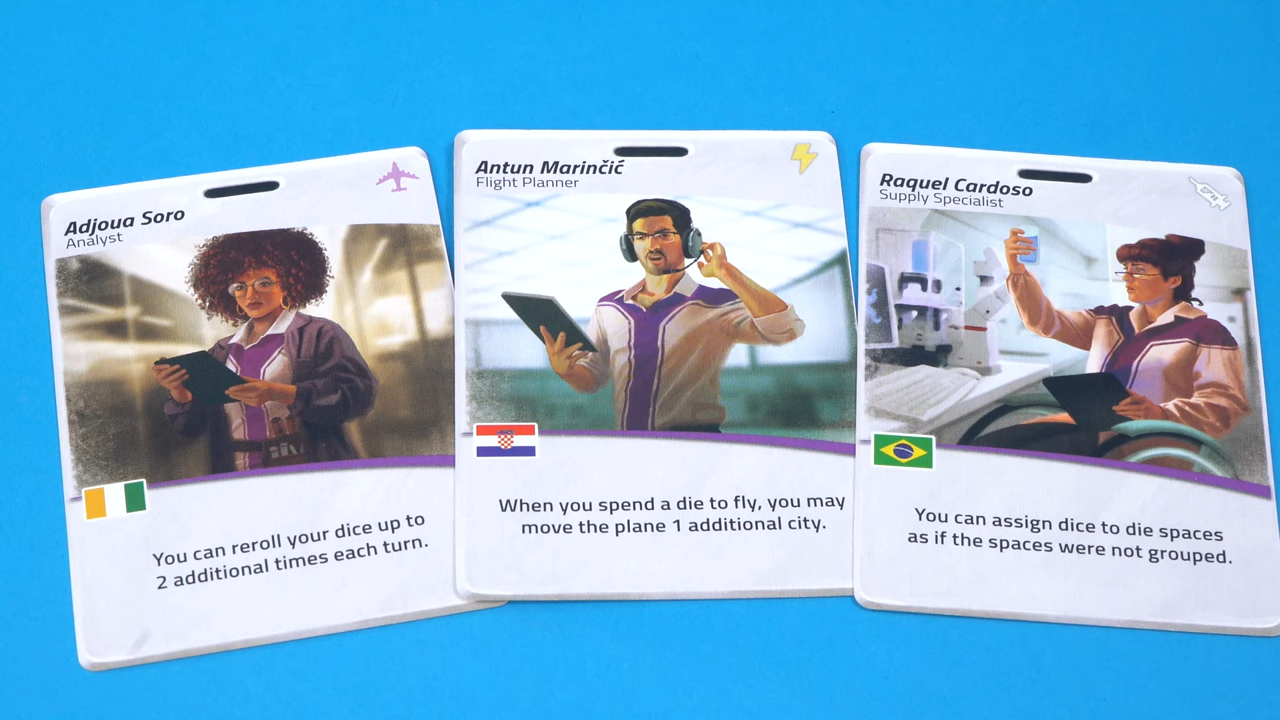 Adjoua Soro
Analyst
You can reroll your dice up to
2 additional times each turn.
Antun Marinčić
Flight Planner
When you spend a die to fly, you may
move the plane 1 additional city.
Raquel Cardoso
Supply Specialist
You can assign dice to die spaces
as if the spaces were not grouped.